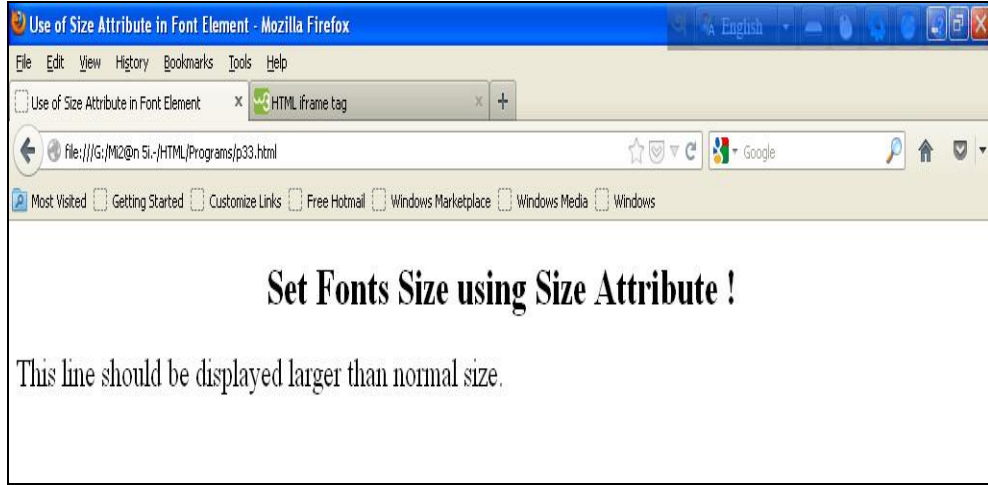 Use of Size Attribute in Font Element - Mozilla Firefox
English
File Edit View History Bookmarks Tools Help
Use of Size Attribute in Font Element x HTML iframe tag x +
file:///G:/Mi2@n 5i.-/HTML/Programs/p33.html
Google
Most Visited Getting Started Customize Links Free Hotmail Windows Marketplace Windows Media Windows
Set Fonts Size using Size Attribute !
This line should be displayed larger than normal size.